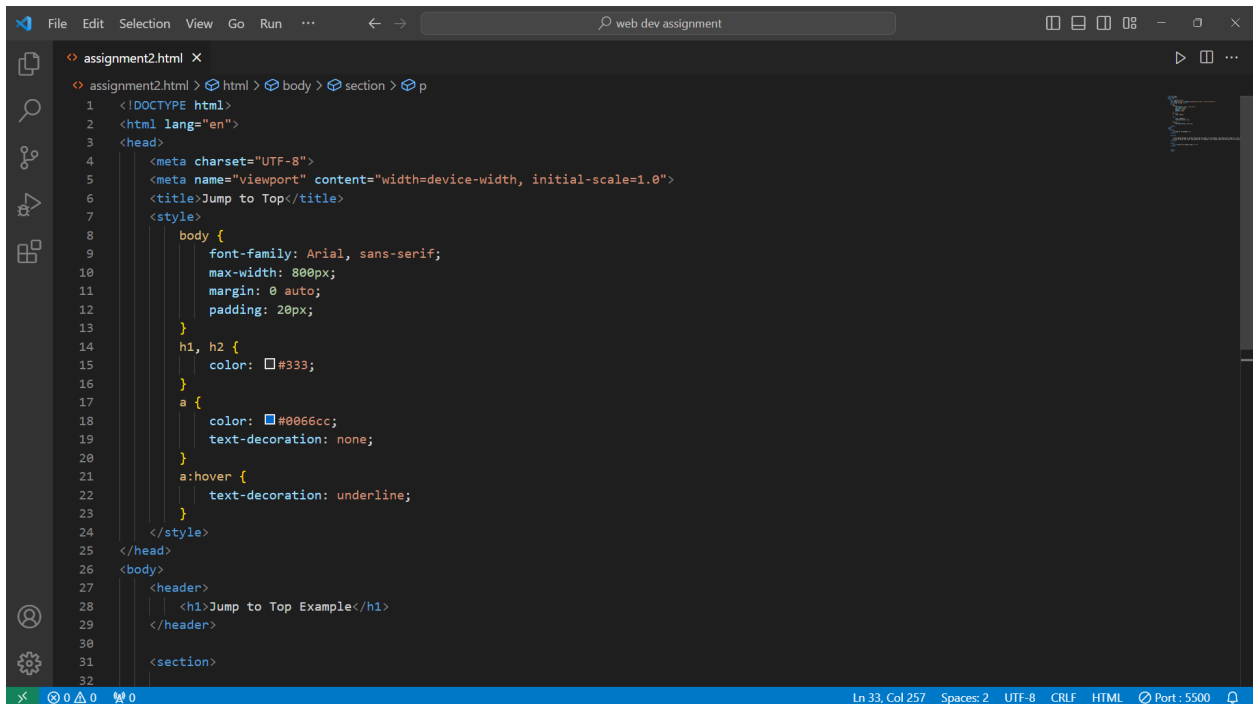 File Edit Selection View Go Run ··· web dev assignment
assignment2.html
assignment2.html > html > body > section > p
1 <!DOCTYPE html>
2 <html lang="en">
3 <head>
4     <meta charset="UTF-8">
5     <meta name="viewport" content="width=device-width, initial-scale=1.0">
6     <title>Jump to Top</title>
7     <style>
8         body {
9             font-family: Arial, sans-serif;
10             max-width: 800px;
11             margin: 0 auto;
12             padding: 20px;
13         }
14         h1, h2 {
15             color: #333;
16         }
17         a {
18             color: #0066cc;
19             text-decoration: none;
20         }
21         a:hover {
22             text-decoration: underline;
23         }
24     </style>
25 </head>
26 <body>
27     <header>
28         <h1>Jump to Top Example</h1>
29     </header>
30
31     <section>
32
0 0 0 Ln 33, Col 257 Spaces: 2 UTF-8 CRLF HTML Port : 5500